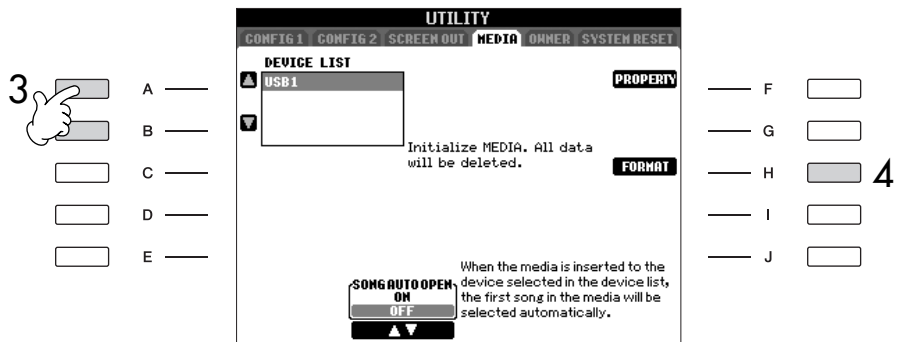 UTILITY
CONFIG 1 CONFIG 2 SCREEN OUT MEDIA OWNER SYSTEM RESET
DEVICE LIST
USB1
PROPERTY
Initialize MEDIA. All data
will be deleted.
FORMAT
SONG AUTO OPEN
ON
OFF
When the media is inserted to the
device selected in the device list,
the first song in the media will be
selected automatically.
3
A
B
C
D
E
F
G
H
4
I
J